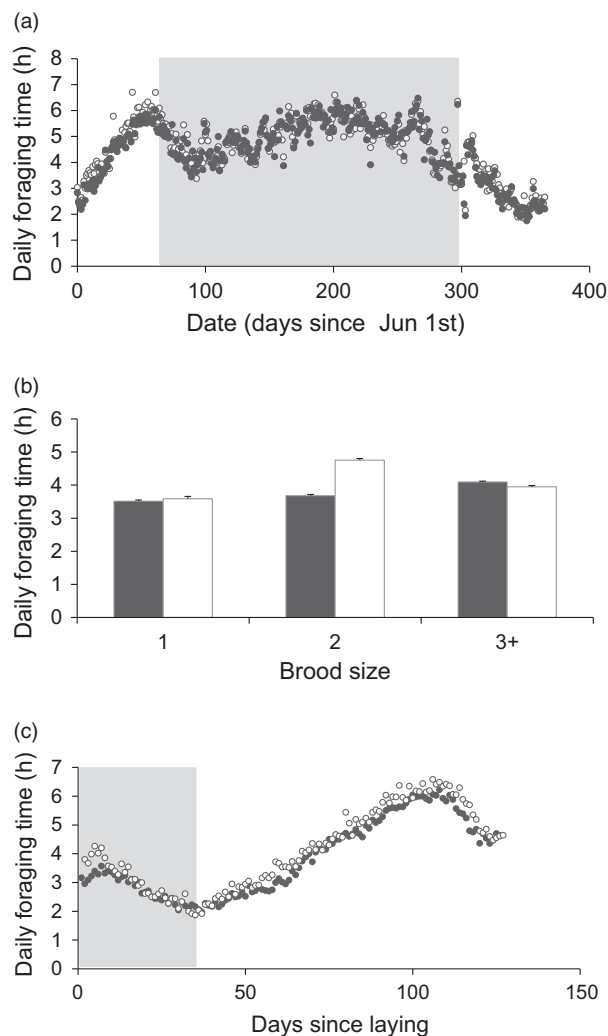 (a)
Daily foraging time (h)
8
7
6
5
4
3
2
1
0
0 100 200 300 400
Date (days since Jun 1st)
(b)
Daily foraging time (h)
6
5
4
3
2
1
0
1 2 3+
Brood size
(c)
Daily foraging time (h)
7
6
5
4
3
2
1
0
0 50 100 150
Days since laying